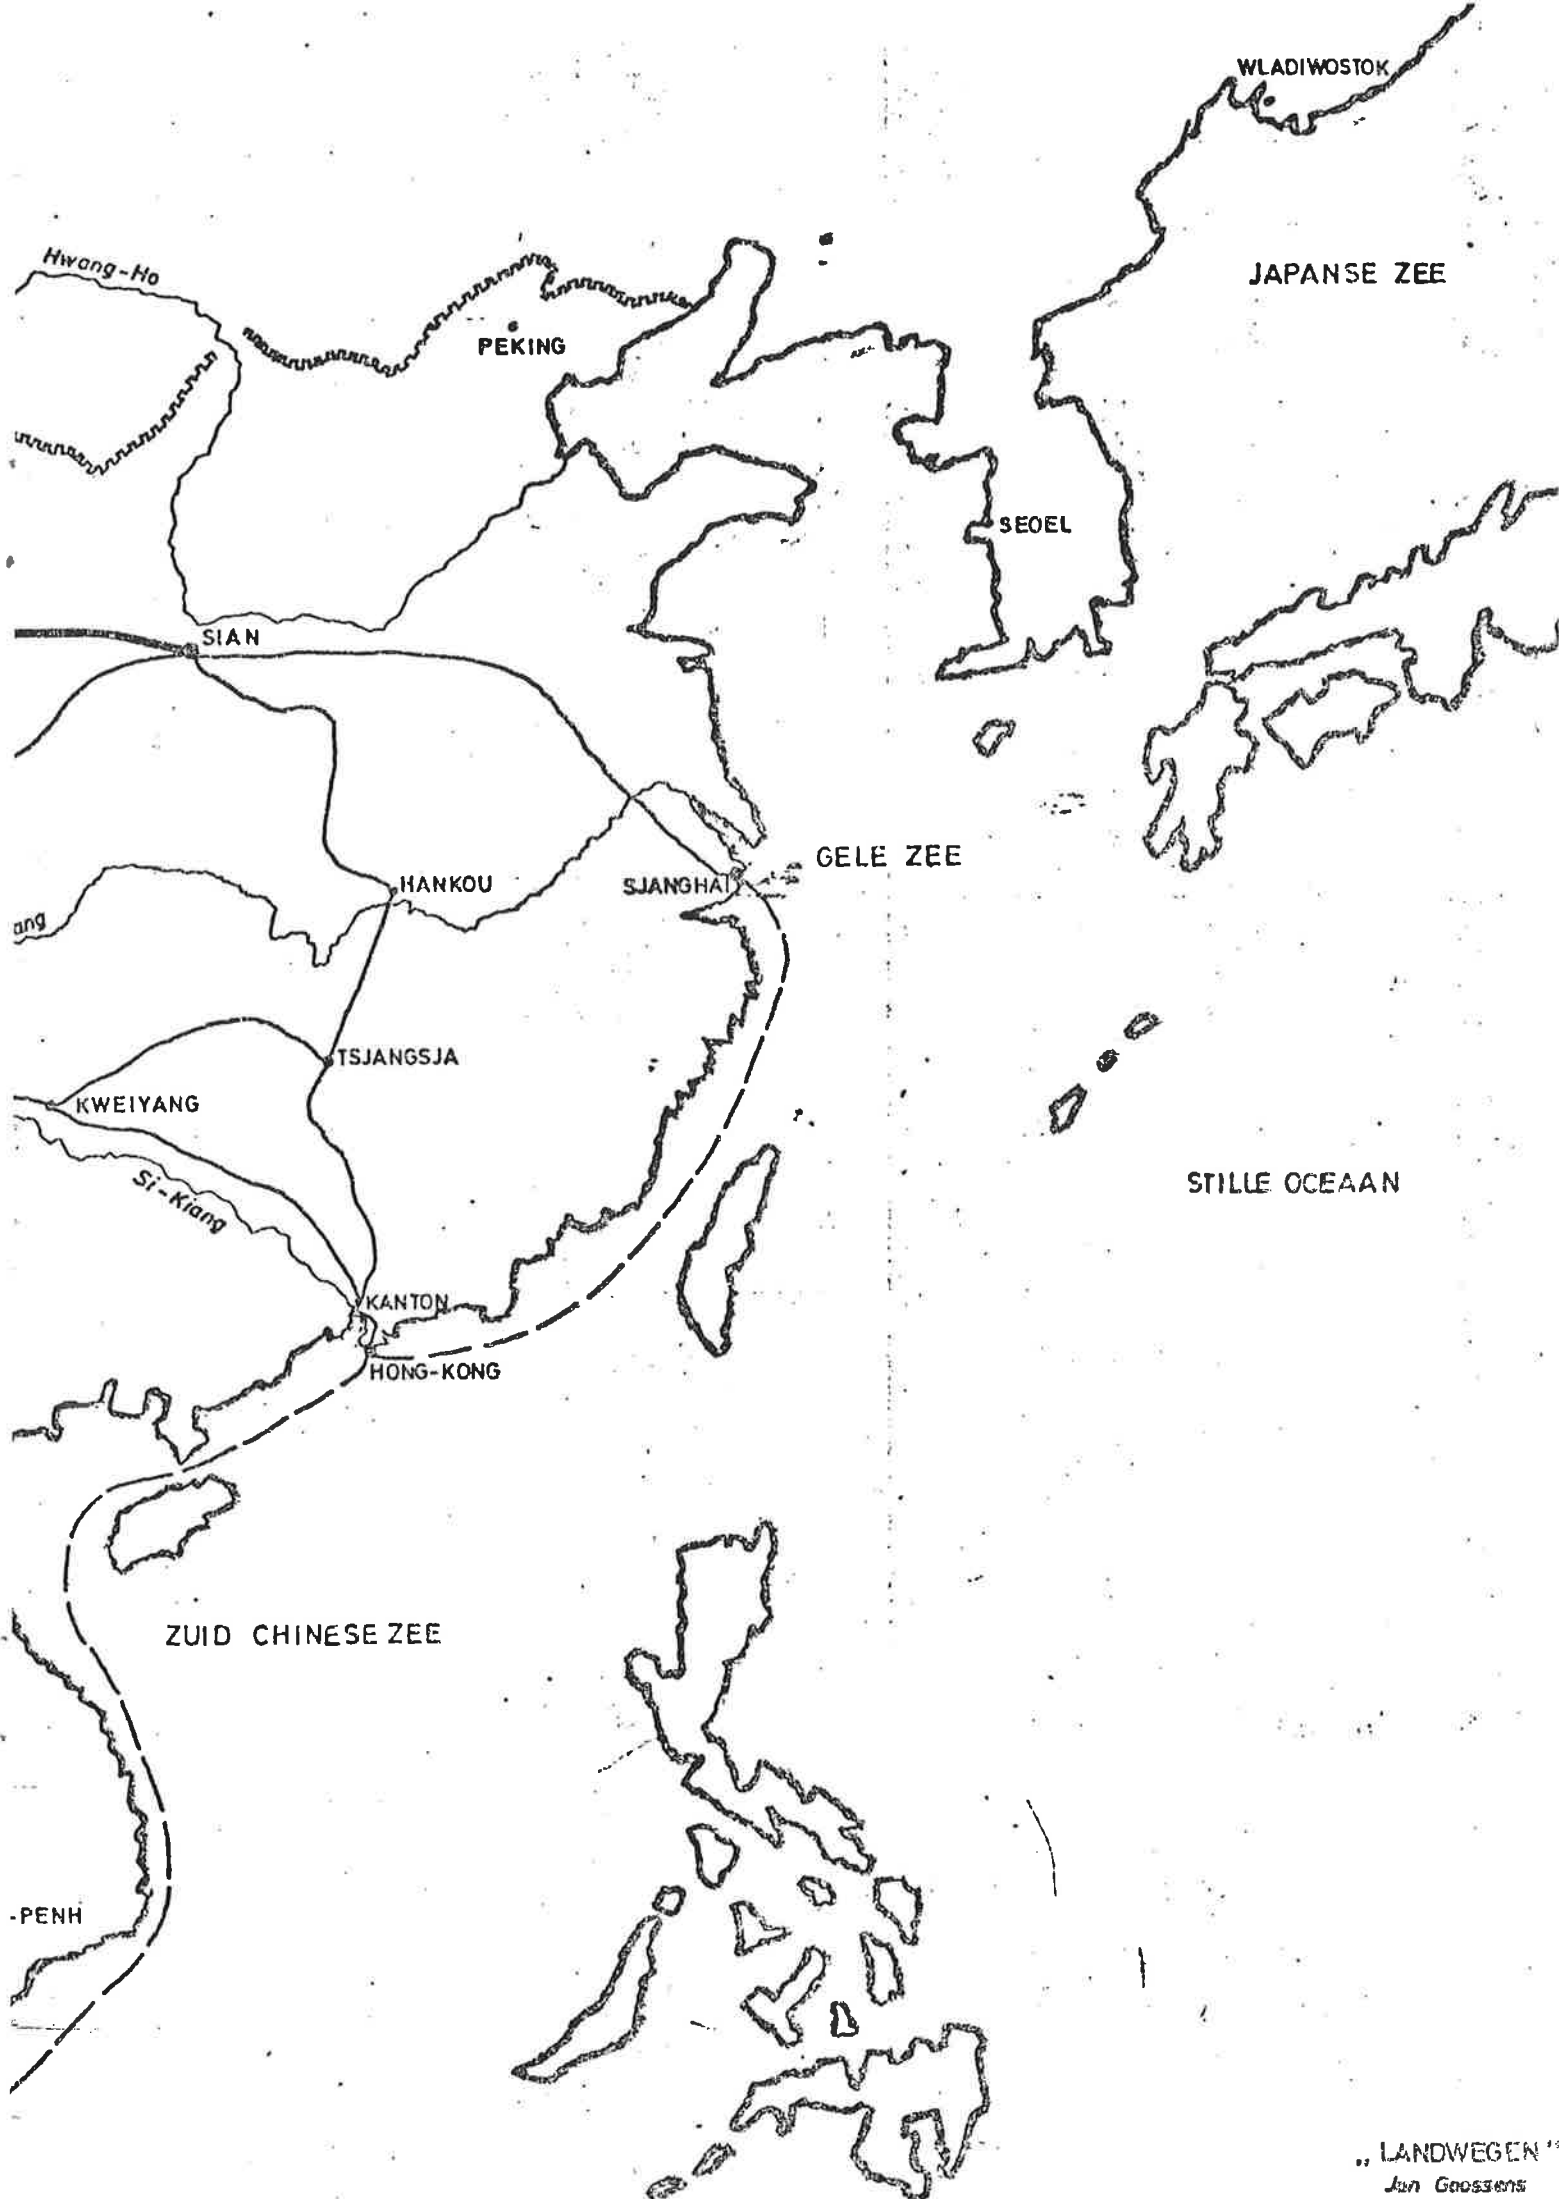 WLADIWOSTOK
Hwang-Ho
JAPANSE ZEE
PEKING
SEOEL
SIAN
GELE ZEE
HANKOU
SJANGHAI
ang
TSJANGSJA
KWEIYANG
Si-Kiang
STILLE OCEAAN
KANTON
HONG-KONG
ZUID CHINESE ZEE
-PENH
„ LANDWEGEN "
Jan Goossens